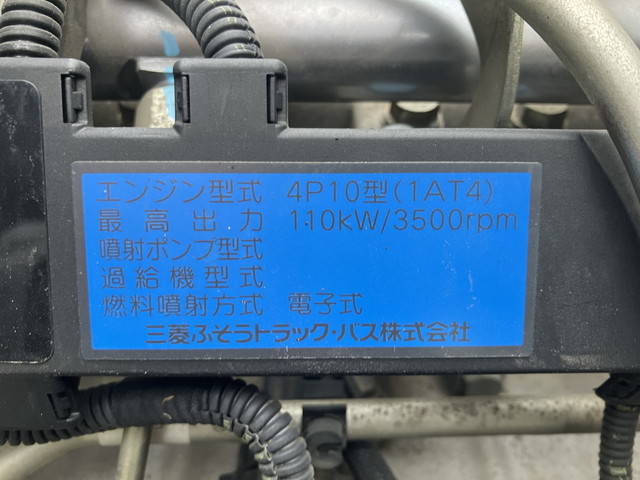 エンジン型式 4P10型(1AT4)
最高出力 110kW/3500rpm
噴射ポンプ型式
過給機型式
燃料噴射方式 電子式
三菱ふそうトラック・バス株式会社